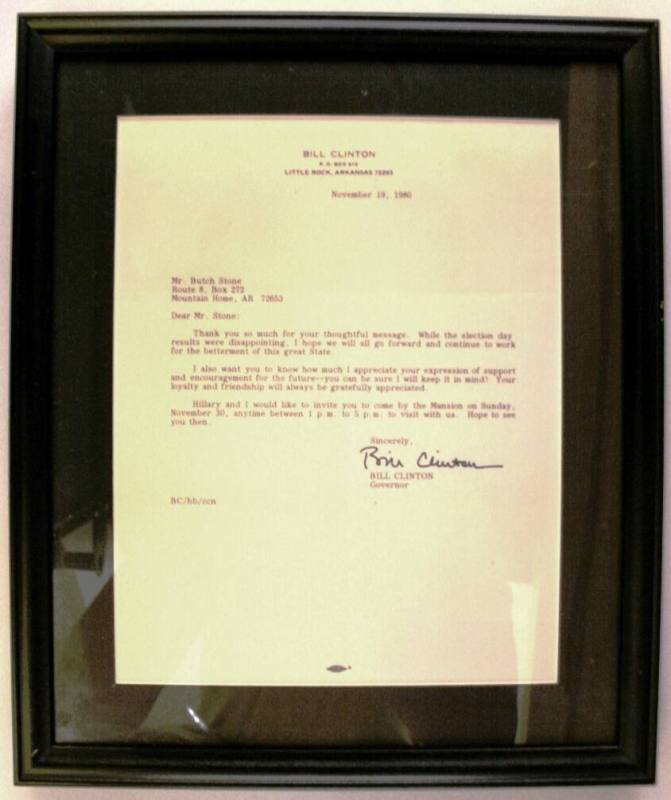 BILL CLINTON
P. O. BOX 615
LITTLE ROCK, ARKANSAS 72203
November 19, 1980
Mr. Butch Stone
Route 8, Box 272
Mountain Home, AR 72653
Dear Mr. Stone:
Thank you so much for your thoughtful message. While the election day
results were disappointing, I hope we will all go forward and continue to work
for the betterment of this great State.
I also want you to know how much I appreciate your expression of support
and encouragement for the future--you can be sure I will keep it in mind! Your
loyalty and friendship will always be gratefully appreciated.
Hillary and I would like to invite you to come by the Mansion on Sunday,
November 30, anytime between 1 p.m. to 5 p.m. to visit with us. Hope to see
you then.
Sincerely,
Bill Clinton
BILL CLINTON
Governor
BC/hb/ccn